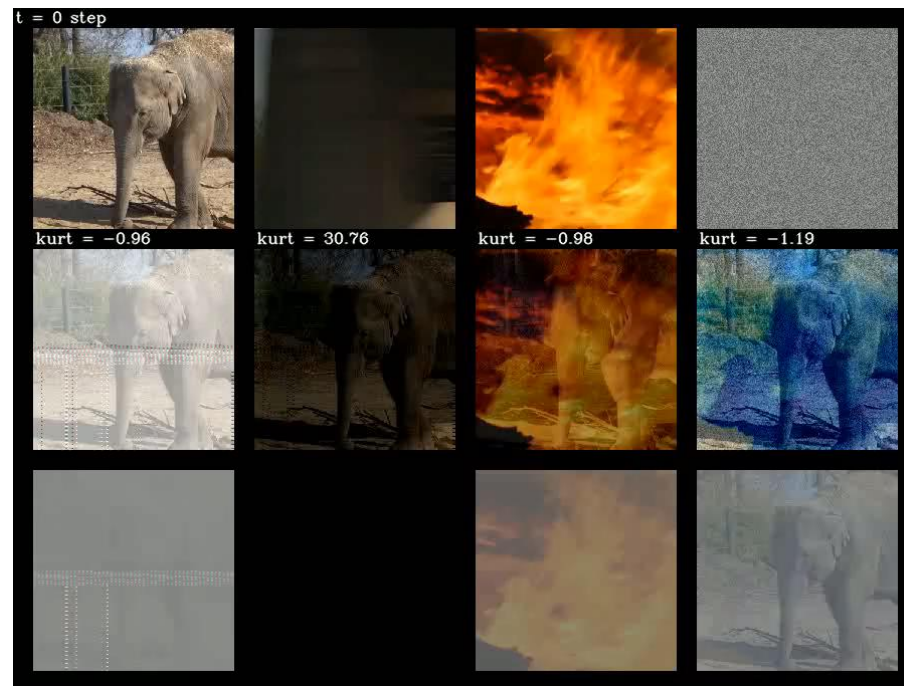 t = 0 step
kurt = −0.96
kurt = 30.76
kurt = −0.98
kurt = −1.19